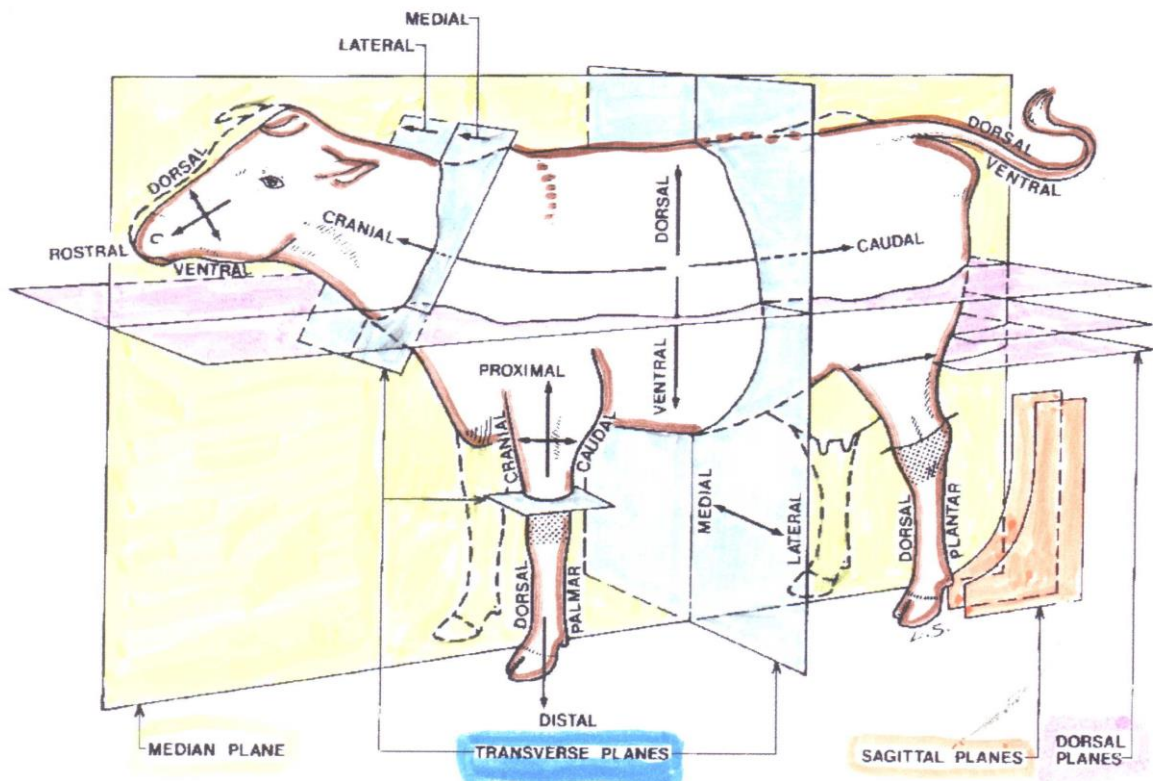 MEDIAL
LATERAL
DORSAL
ROSTRAL
VENTRAL
CRANIAL
DORSAL
CAUDAL
DORSAL
VENTRAL
VENTRAL
PROXIMAL
CRANIAL
CAUDAL
MEDIAL
LATERAL
DORSAL
PLANTAR
DORSAL
PALMAR
L.S.
DISTAL
MEDIAN PLANE
TRANSVERSE PLANES
SAGITTAL PLANES
DORSAL
PLANES